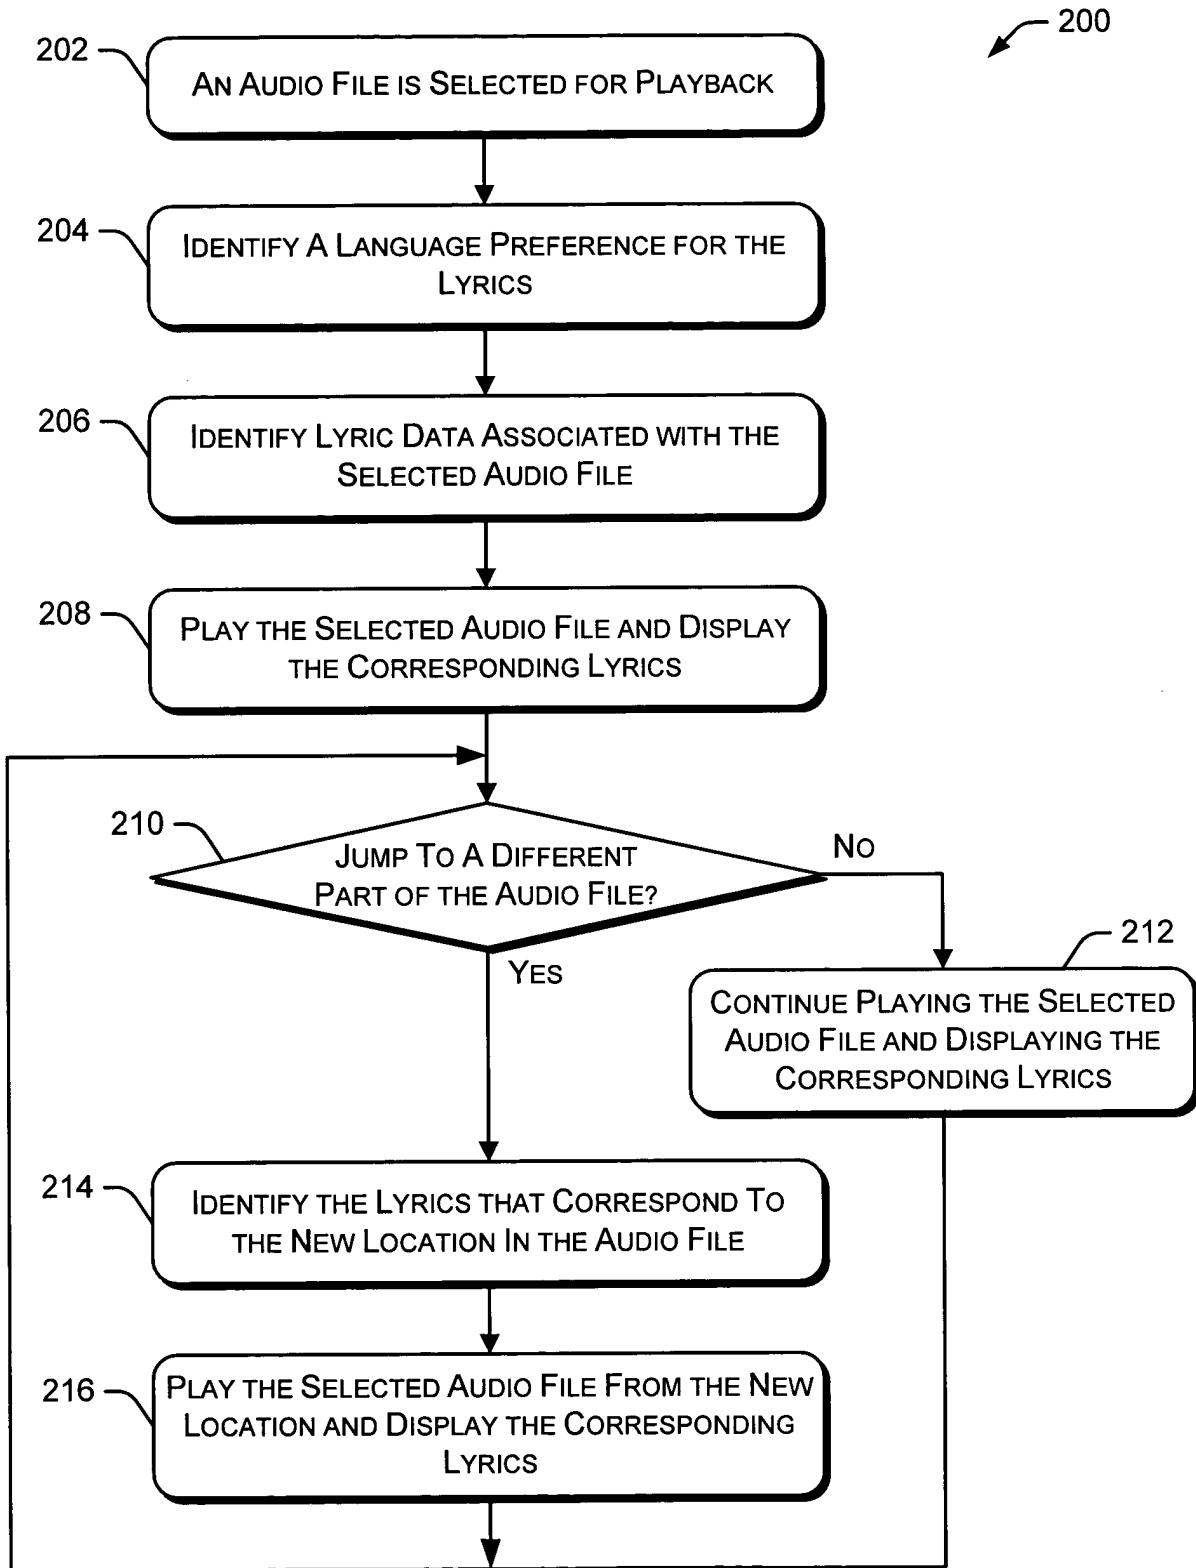 200
202
AN AUDIO FILE IS SELECTED FOR PLAYBACK
204
IDENTIFY A LANGUAGE PREFERENCE FOR THE
LYRICS
206
IDENTIFY LYRIC DATA ASSOCIATED WITH THE
SELECTED AUDIO FILE
208
PLAY THE SELECTED AUDIO FILE AND DISPLAY
THE CORRESPONDING LYRICS
210
JUMP TO A DIFFERENT
PART OF THE AUDIO FILE?
NO
YES
212
CONTINUE PLAYING THE SELECTED
AUDIO FILE AND DISPLAYING THE
CORRESPONDING LYRICS
214
IDENTIFY THE LYRICS THAT CORRESPOND TO
THE NEW LOCATION IN THE AUDIO FILE
216
PLAY THE SELECTED AUDIO FILE FROM THE NEW
LOCATION AND DISPLAY THE CORRESPONDING
LYRICS